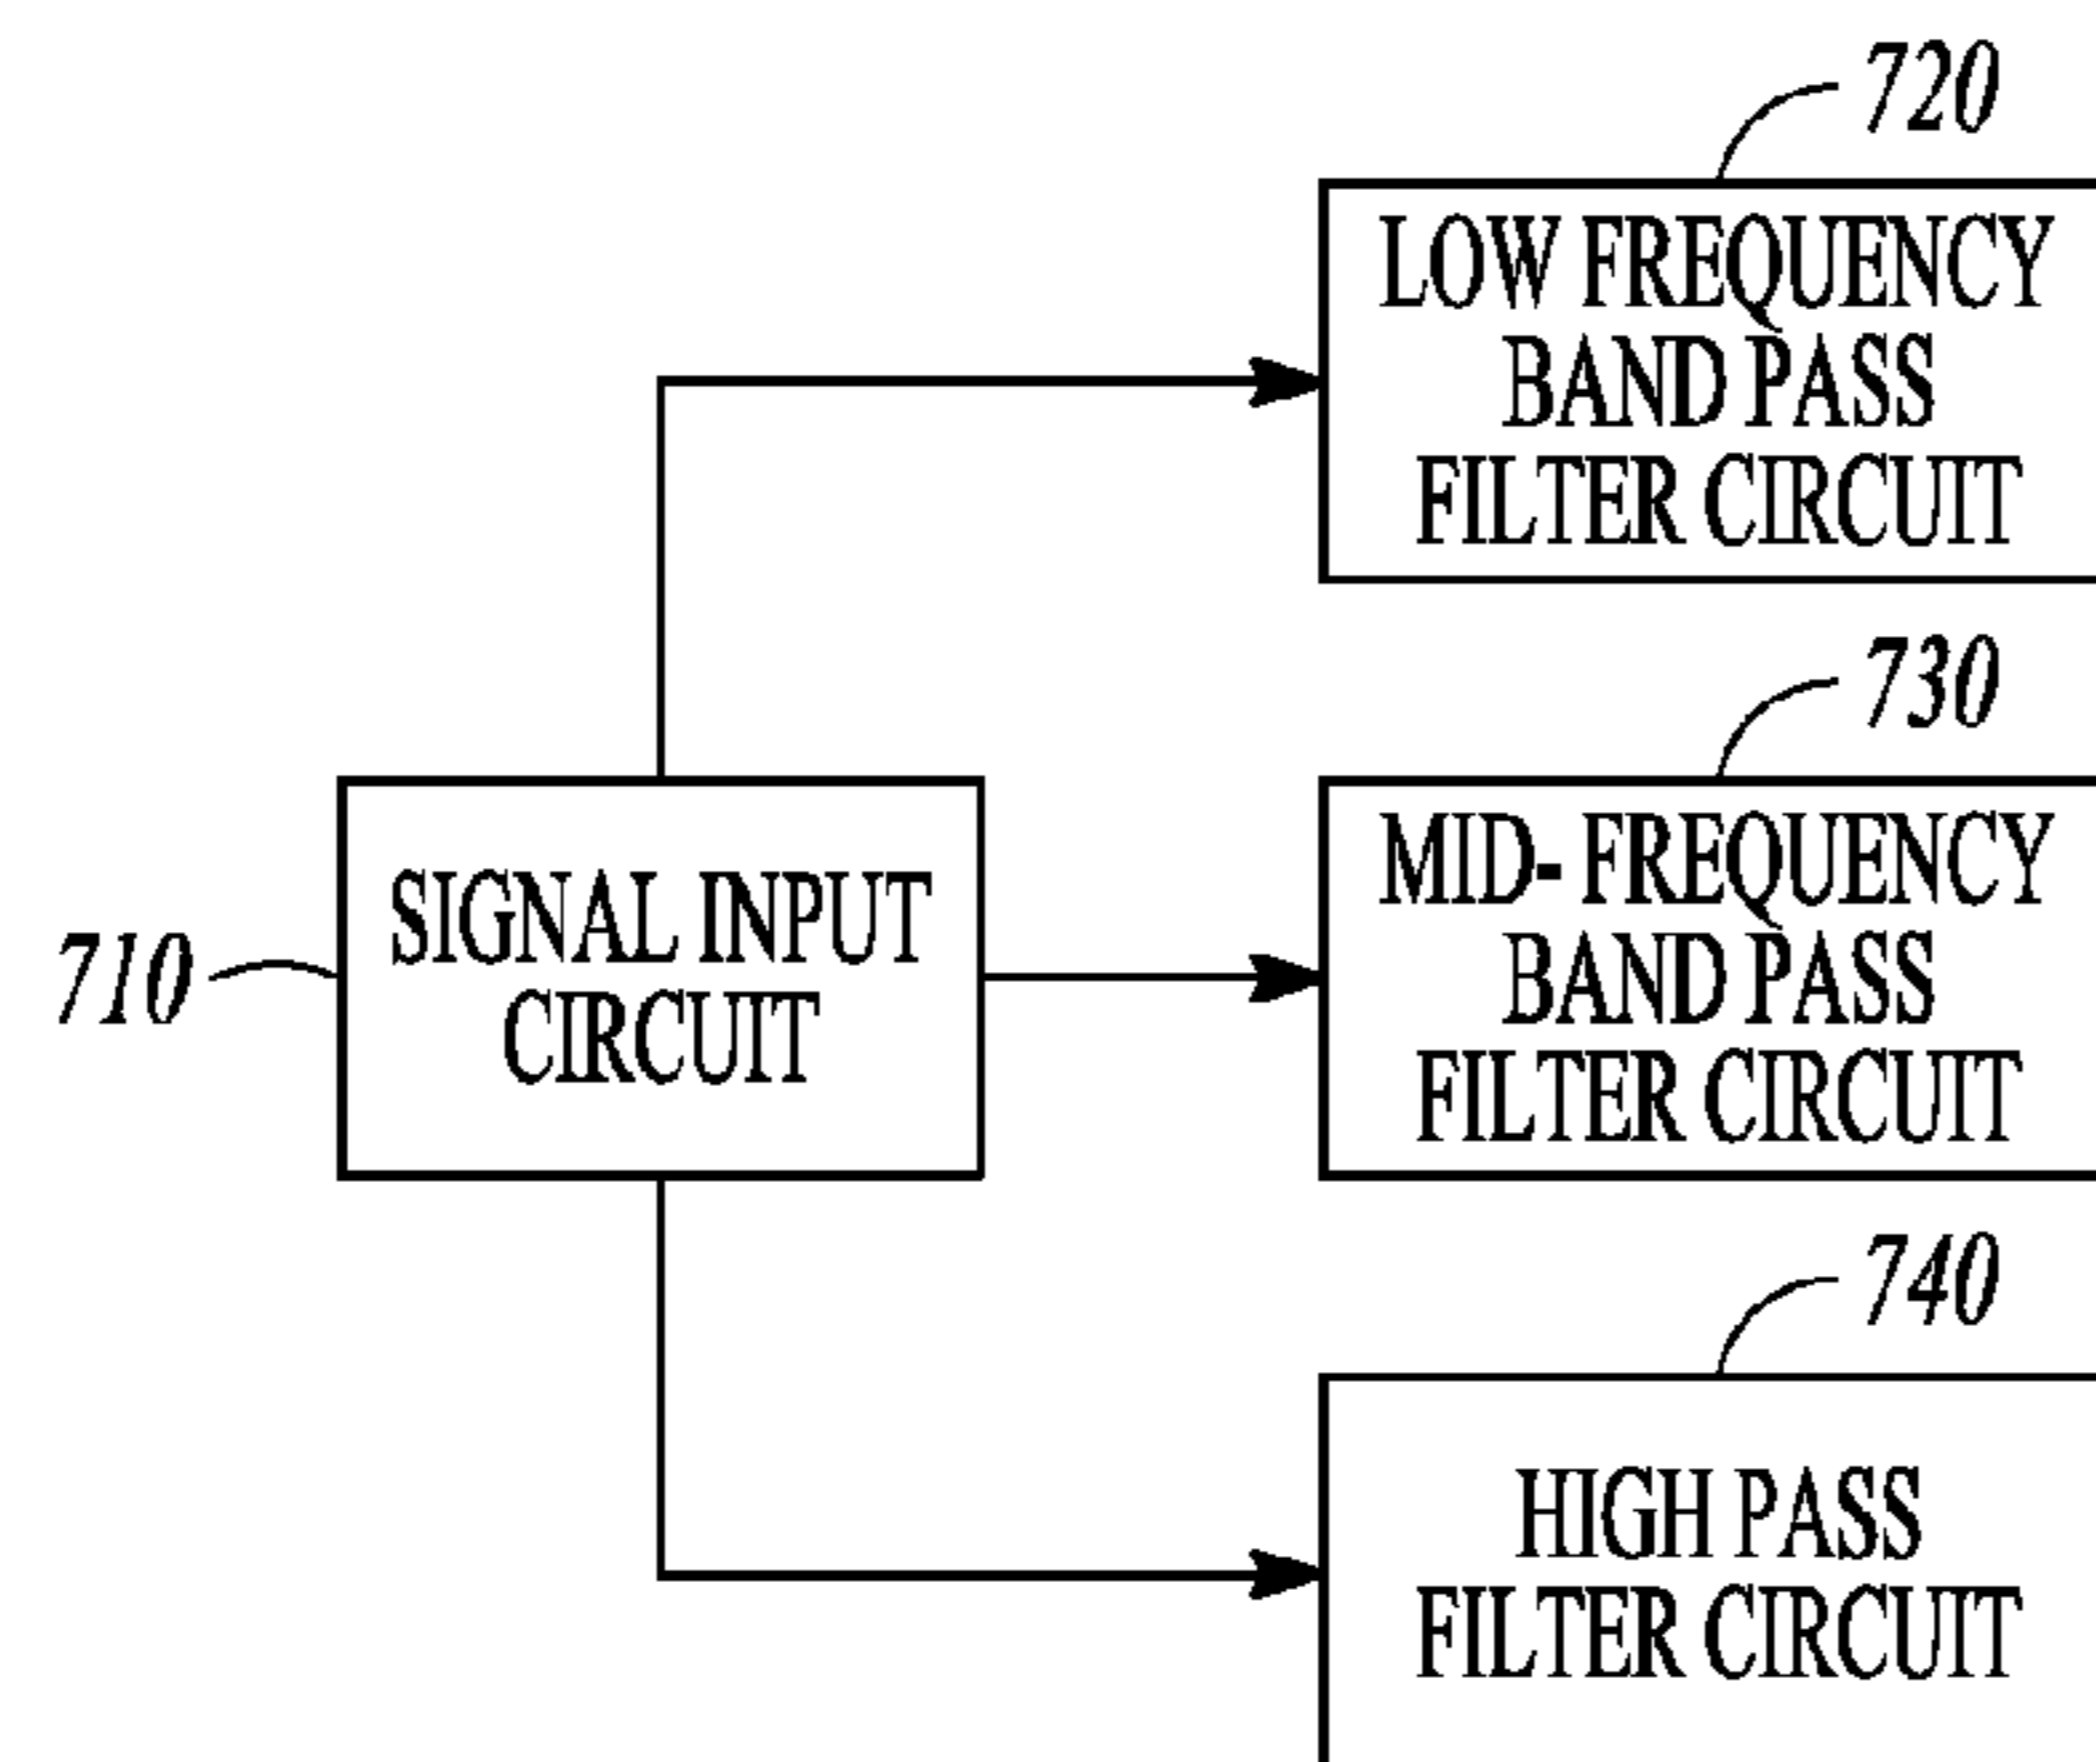 720
LOW FREQUENCY
BAND PASS
FILTER CIRCUIT
730
MID- FREQUENCY
BAND PASS
FILTER CIRCUIT
710
SIGNAL INPUT
CIRCUIT
740
HIGH PASS
FILTER CIRCUIT